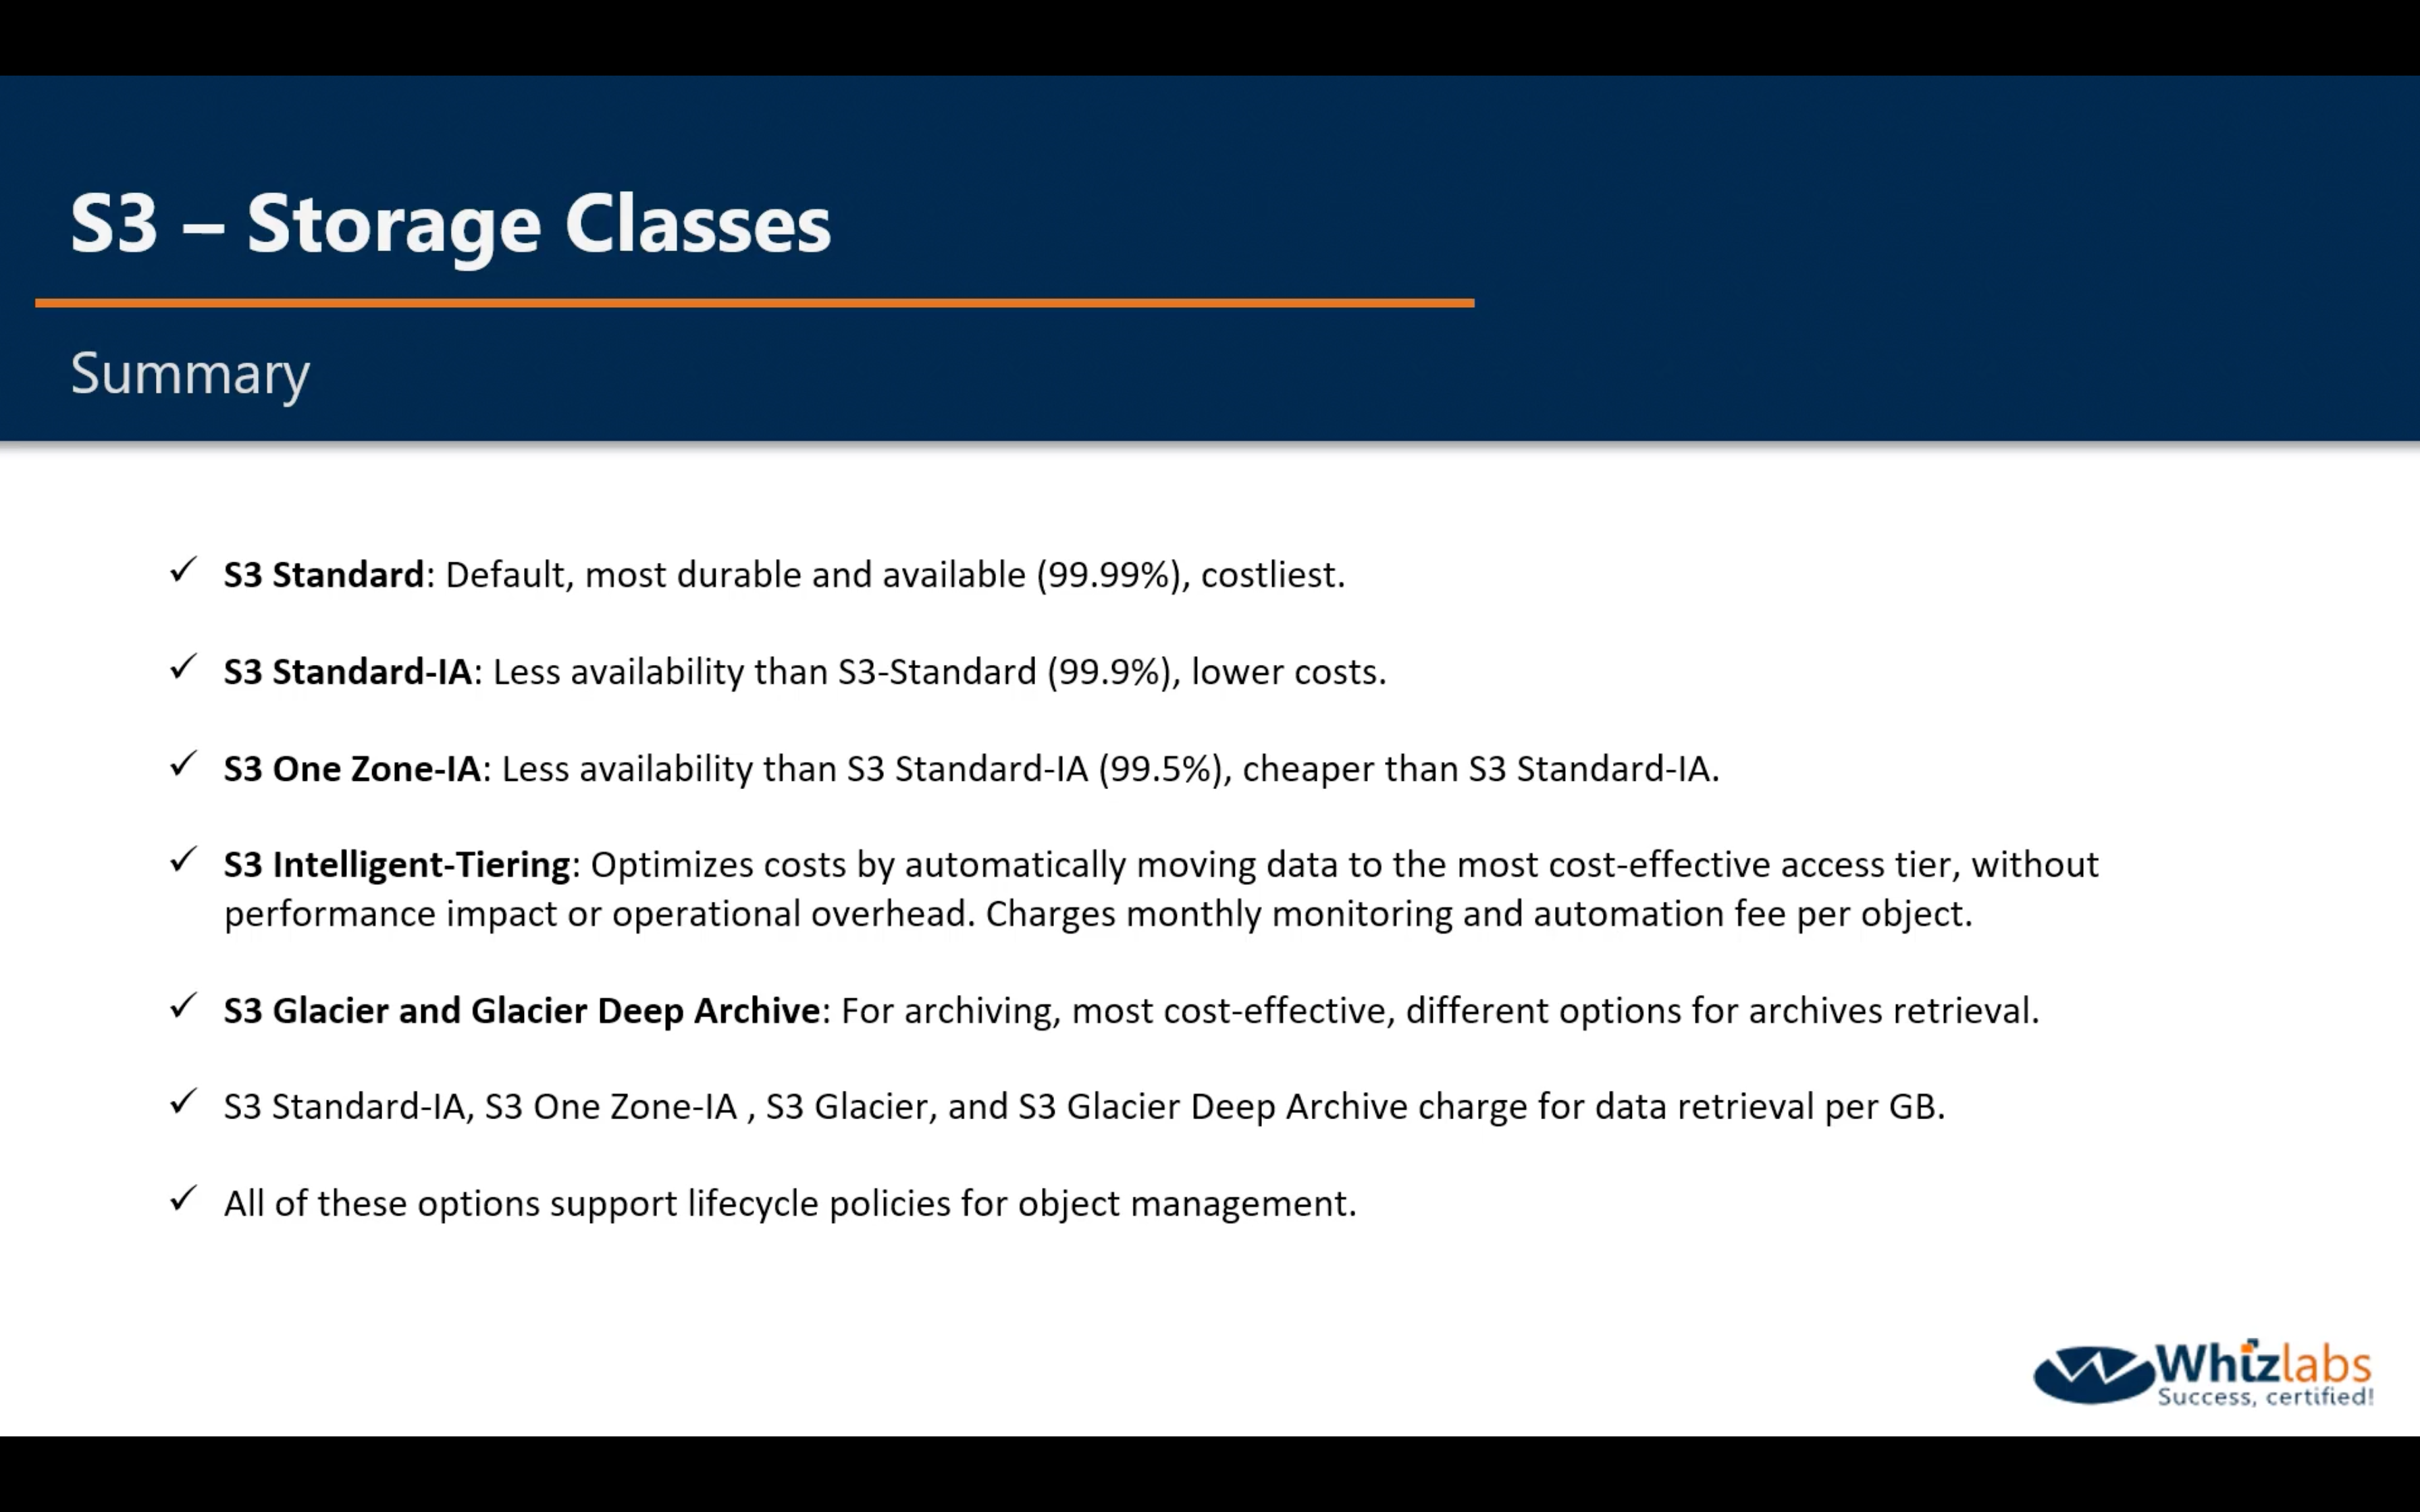 S3 – Storage Classes
Summary
✓ S3 Standard: Default, most durable and available (99.99%), costliest.
✓ S3 Standard-IA: Less availability than S3-Standard (99.9%), lower costs.
✓ S3 One Zone-IA: Less availability than S3 Standard-IA (99.5%), cheaper than S3 Standard-IA.
✓ S3 Intelligent-Tiering: Optimizes costs by automatically moving data to the most cost-effective access tier, without
performance impact or operational overhead. Charges monthly monitoring and automation fee per object.
✓ S3 Glacier and Glacier Deep Archive: For archiving, most cost-effective, different options for archives retrieval.
✓ S3 Standard-IA, S3 One Zone-IA , S3 Glacier, and S3 Glacier Deep Archive charge for data retrieval per GB.
✓ All of these options support lifecycle policies for object management.
Whizlabs
Success, certified!